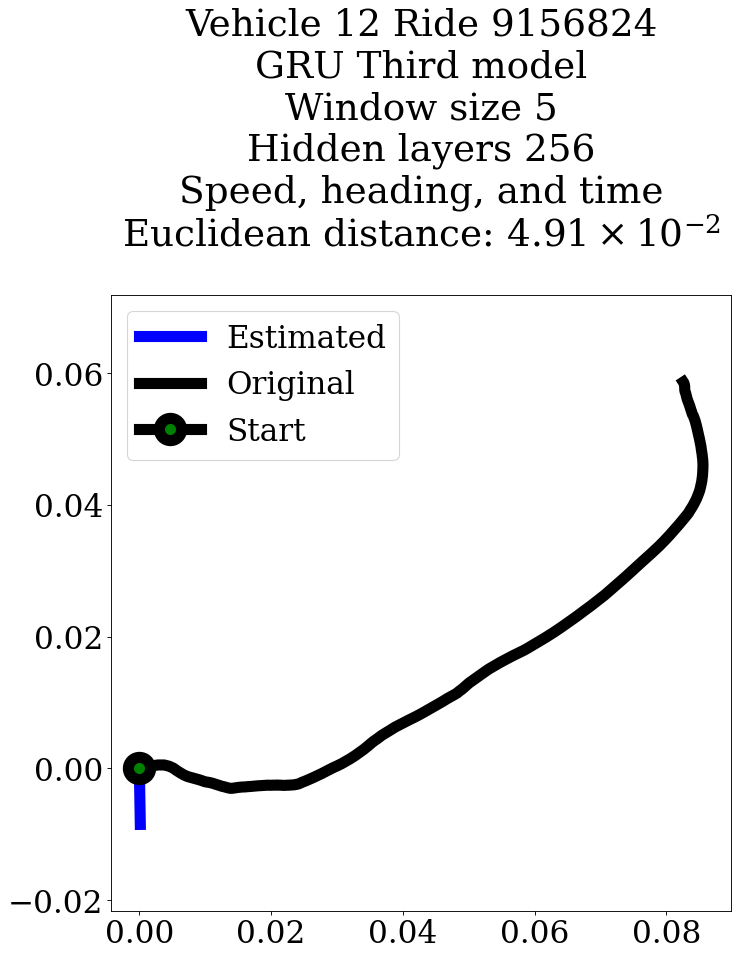 Vehicle 12 Ride 9156824
GRU Third model
Window size 5
Hidden layers 256
Speed, heading, and time
Euclidean distance: 4.91 × 10⁻²
Estimated
Original
Start
0.06
0.04
0.02
0.00
−0.02
0.00 0.02 0.04 0.06 0.08